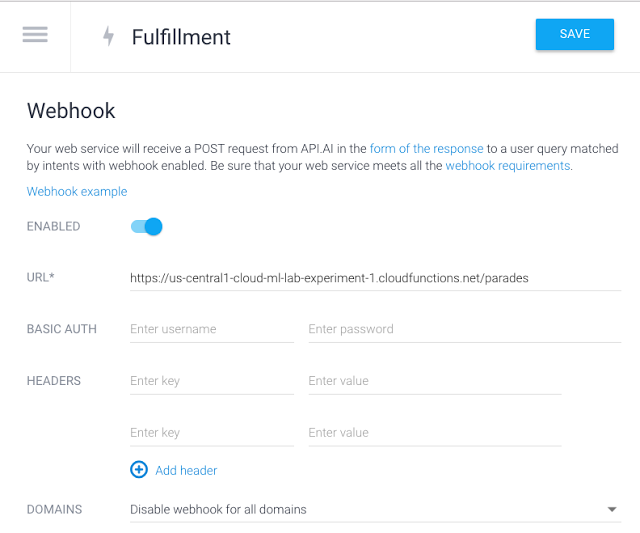 Fulfillment
SAVE
Webhook
Your web service will receive a POST request from API.AI in the form of the response to a user query matched
by intents with webhook enabled. Be sure that your web service meets all the webhook requirements.
Webhook example
ENABLED
URL*
https://us-central1-cloud-ml-lab-experiment-1.cloudfunctions.net/parades
BASIC AUTH Enter username Enter password
HEADERS Enter key Enter value
Enter key Enter value
Add header
DOMAINS Disable webhook for all domains